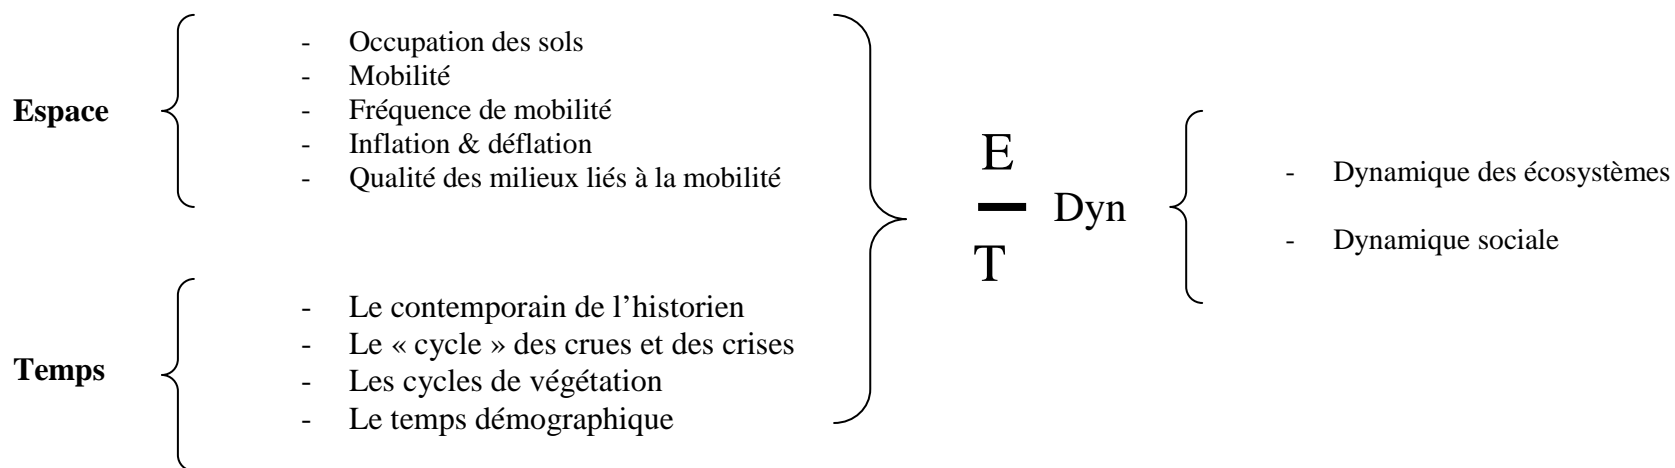 Espace
- Occupation des sols
- Mobilité
- Fréquence de mobilité
- Inflation & déflation
- Qualité des milieux liés à la mobilité
Temps
- Le contemporain de l’historien
- Le « cycle » des crues et des crises
- Les cycles de végétation
- Le temps démographique
E
T
Dyn
- Dynamique des écosystèmes
- Dynamique sociale